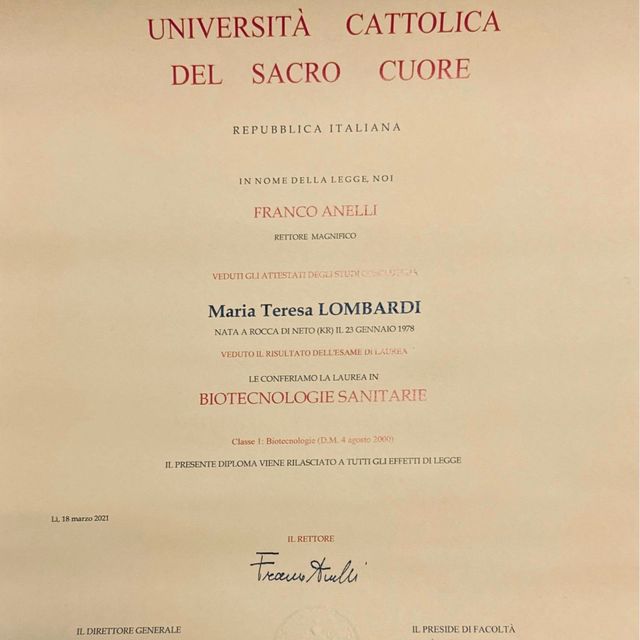 UNIVERSITÀ CATTOLICA
DEL SACRO CUORE
REPUBBLICA ITALIANA
IN NOME DELLA LEGGE, NOI
FRANCO ANELLI
RETTORE MAGNIFICO
VEDUTI GLI ATTESTATI DEGLI STUDI
Maria Teresa LOMBARDI
NATA A ROCCA DI NETO (KR) IL 23 GENNAIO 1978
VEDUTO IL RISULTATO DELL'ESAME DI LAUREA
LE CONFERIAMO LA LAUREA IN
BIOTECNOLOGIE SANITARIE
Classe 1: Biotecnologie (D.M. 4 agosto 2000)
IL PRESENTE DIPLOMA VIENE RILASCIATO A TUTTI GLI EFFETTI DI LEGGE
Lì, 18 marzo 2021
IL RETTORE
Franco Anelli
IL DIRETTORE GENERALE
IL PRESIDE DI FACOLTÀ